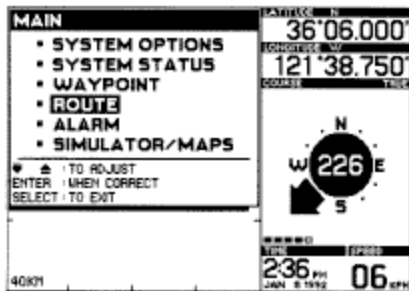 MAIN
▪ SYSTEM OPTIONS
▪ SYSTEM STATUS
▪ WAYPOINT
▪ ROUTE
▪ ALARM
▪ SIMULATOR/MAPS
TO ADJUST
ENTER : WHEN CORRECT
SELECT : TO EXIT
40KM
LATITUDE N
36°06.000'
LONGITUDE W
121°38.750'
COURSE TRUE
N
W 226 E
S
TIME SPEED
2:36 PM 06 KPH
JAN 8 1992